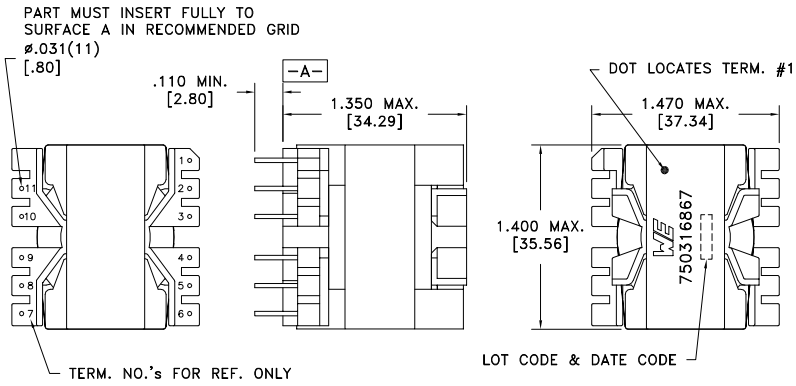 PART MUST INSERT FULLY TO
SURFACE A IN RECOMMENDED GRID
ø.031(11)
[.80]
.110 MIN.
[2.80]
-A-
1.350 MAX.
[34.29]
DOT LOCATES TERM. #1
1.470 MAX.
[37.34]
1
11
2
10
3
9
4
8
5
7
6
1.400 MAX.
[35.56]
WE
750316867
LOT CODE & DATE CODE
TERM. NO.'s FOR REF. ONLY